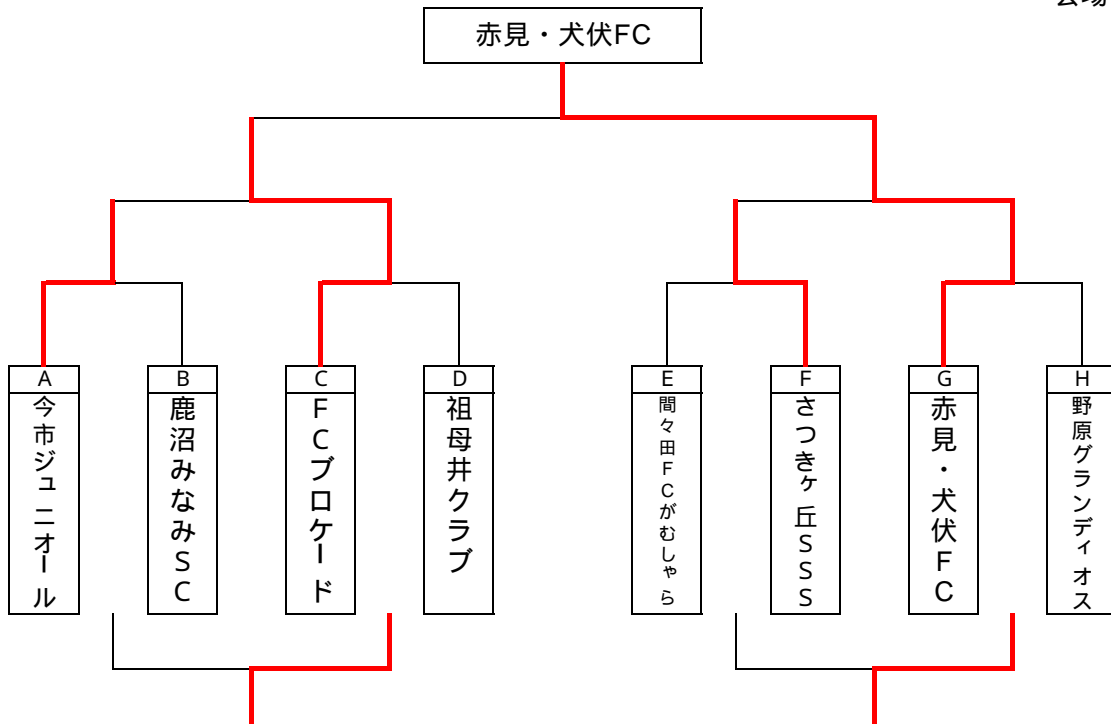 会場
赤見・犬伏FC
A
B
C
D
E
F
G
H
今市ジュニオール
鹿沼みなみSC
FCブロケード
祖母井クラブ
間々田FCがむしゃら
さつきヶ丘SSS
赤見・犬伏FC
野原グランディオス